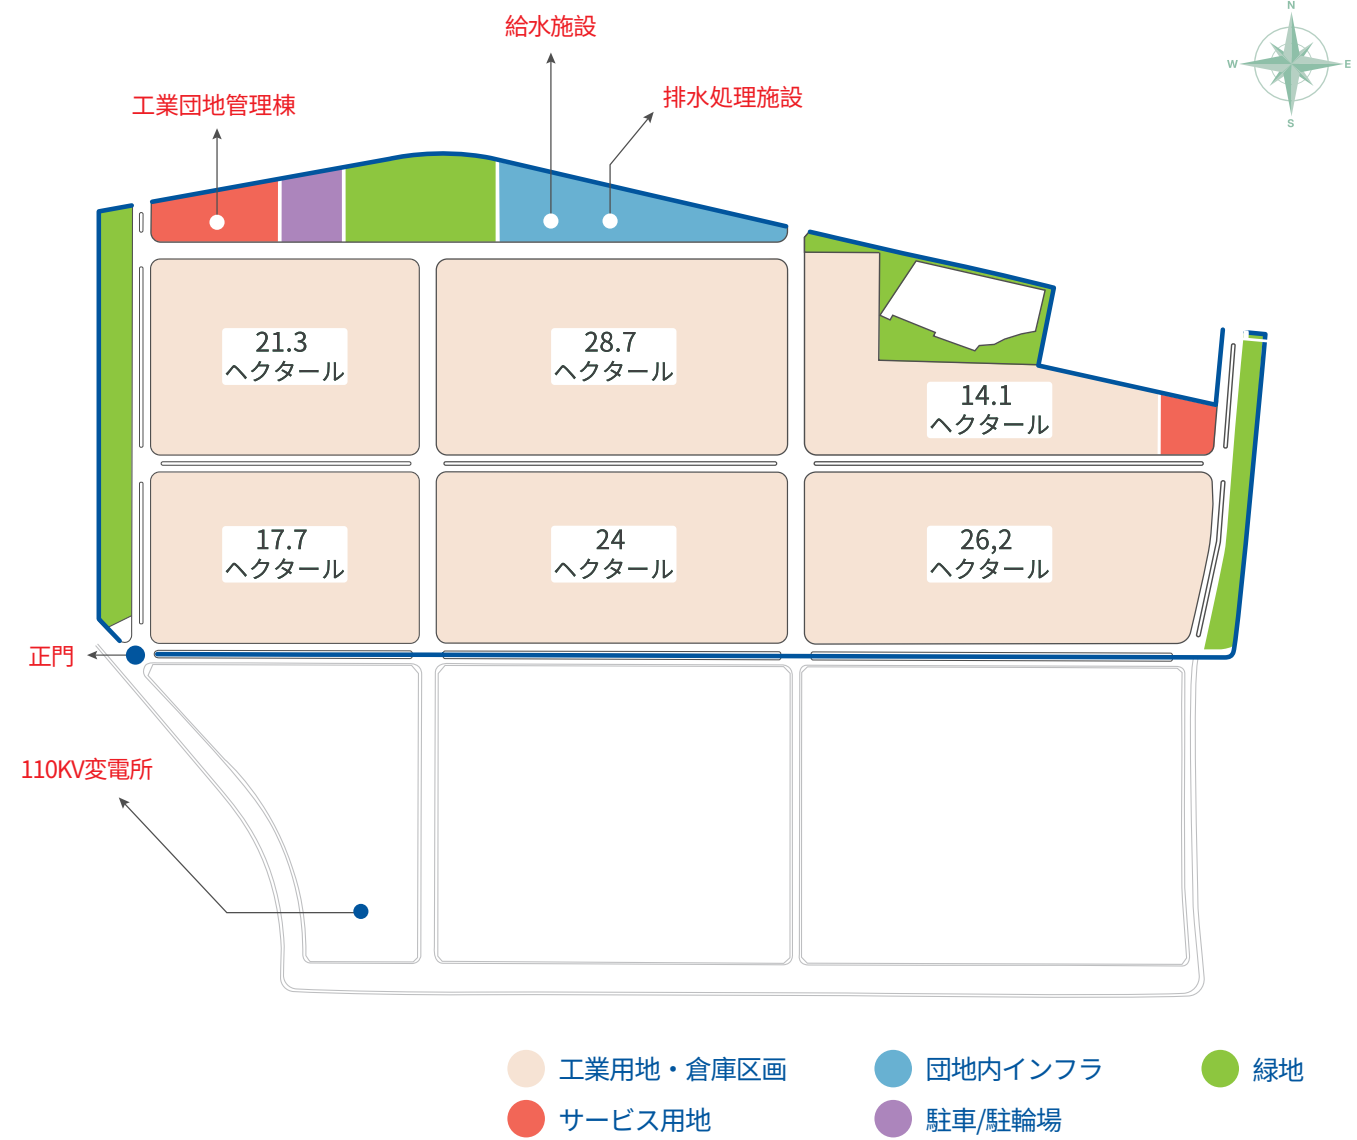 給水施設
N
W
E
S
工業団地管理棟
排水処理施設
21.3
ヘクタール
28.7
ヘクタール
14.1
ヘクタール
17.7
ヘクタール
24
ヘクタール
26,2
ヘクタール
正門
110KV変電所
工業用地・倉庫区画
団地内インフラ
緑地
サービス用地
駐車/駐輪場